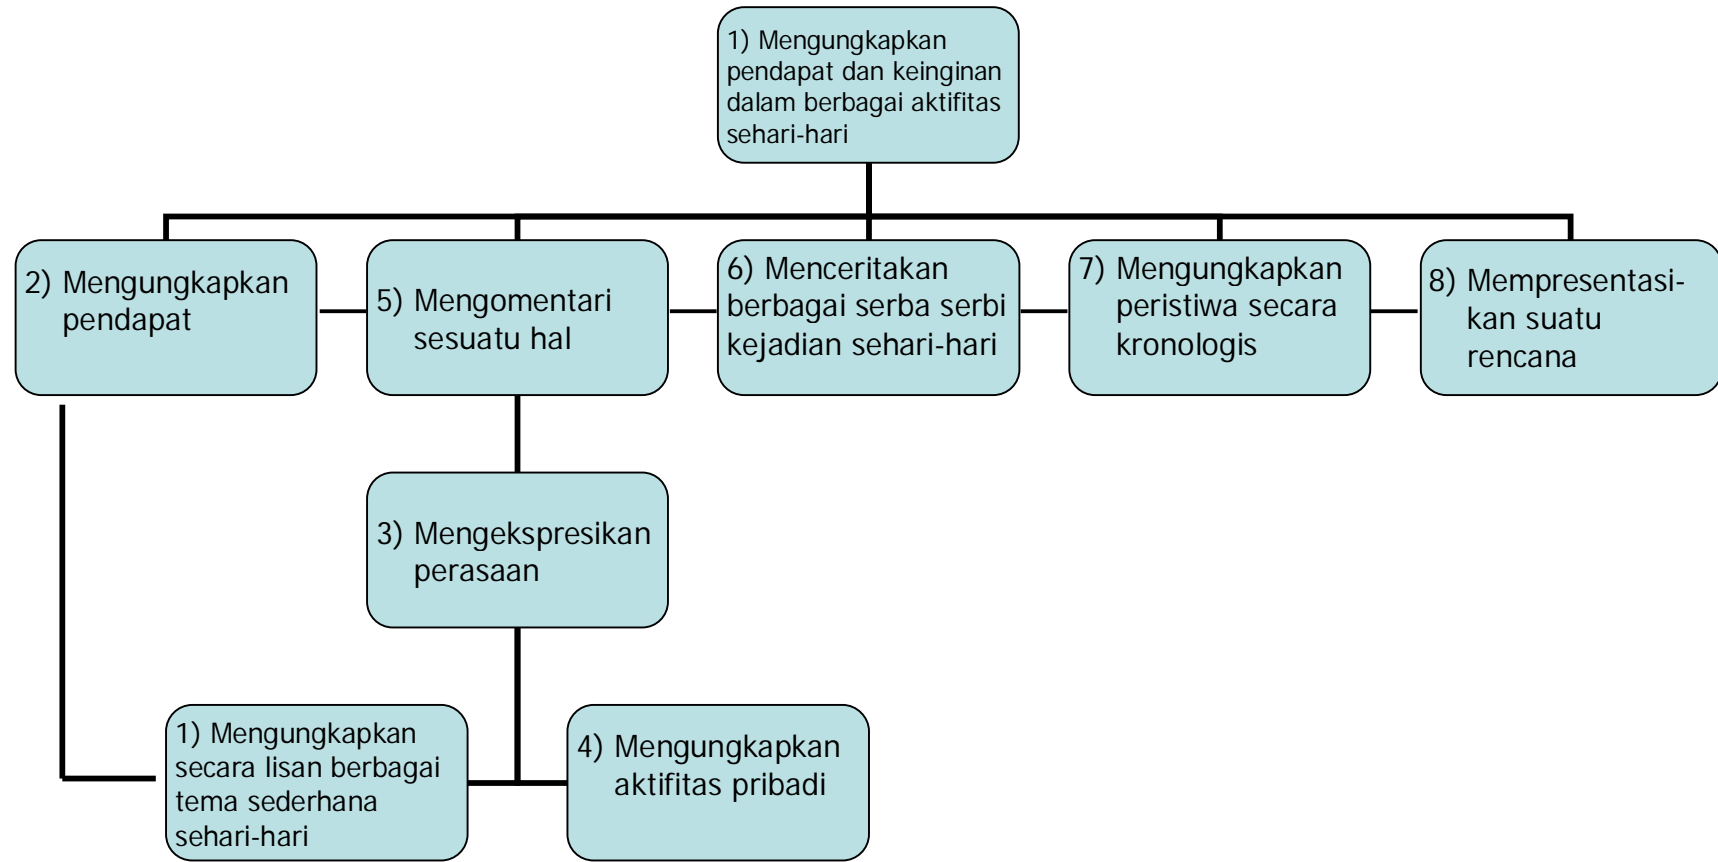 1) Mengungkapkan
pendapat dan keinginan
dalam berbagai aktifitas
sehari-hari
2) Mengungkapkan
pendapat
5) Mengomentari
sesuatu hal
6) Menceritakan
berbagai serba serbi
kejadian sehari-hari
7) Mengungkapkan
peristiwa secara
kronologis
8) Mempresentasi-
kan suatu
rencana
3) Mengekspresikan
perasaan
1) Mengungkapkan
secara lisan berbagai
tema sederhana
sehari-hari
4) Mengungkapkan
aktifitas pribadi